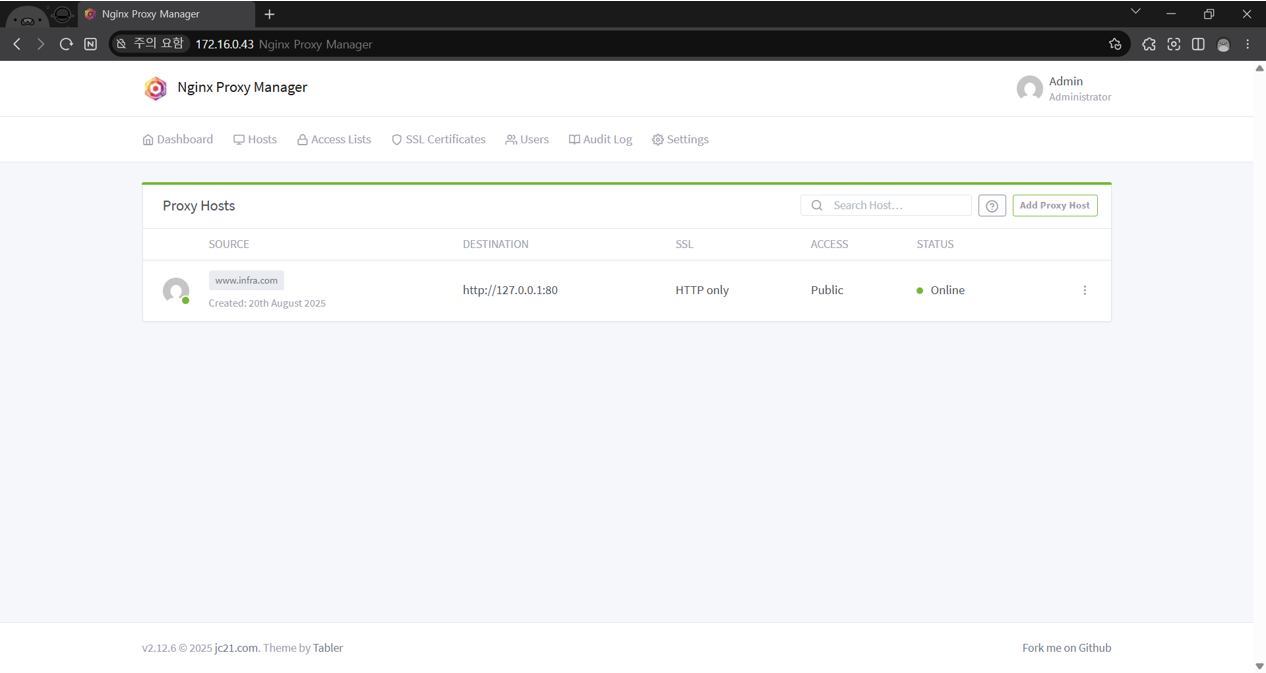 Nginx Proxy Manager
주의 요함 172.16.0.43 Nginx Proxy Manager
Nginx Proxy Manager
Admin
Administrator
Dashboard Hosts Access Lists SSL Certificates Users Audit Log Settings
Proxy Hosts Search Host... Add Proxy Host
SOURCE DESTINATION SSL ACCESS STATUS
www.infra.com
http://127.0.0.1:80 HTTP only Public Online
Created: 20th August 2025
v2.12.6 © 2025 jc21.com. Theme by Tabler Fork me on Github